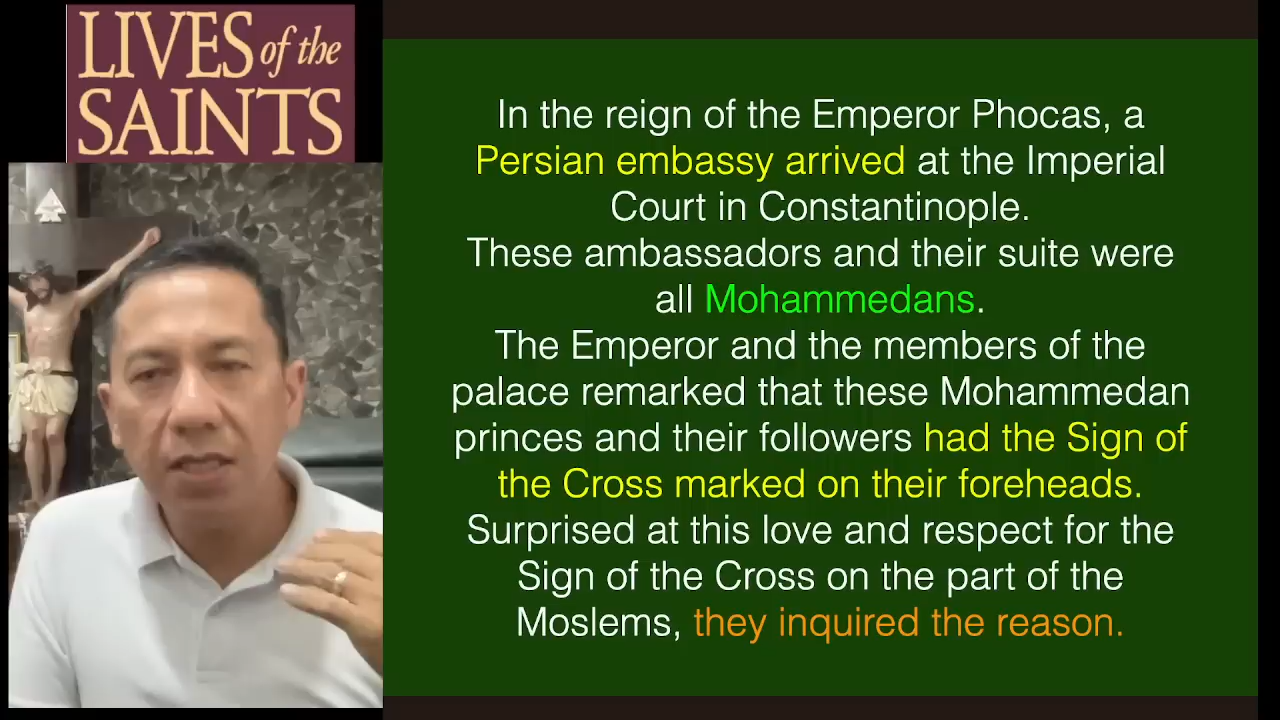 LIVES of the
SAINTS
In the reign of the Emperor Phocas, a
Persian embassy arrived at the Imperial
Court in Constantinople.
These ambassadors and their suite were
all Mohammedans.
The Emperor and the members of the
palace remarked that these Mohammedan
princes and their followers had the Sign of
the Cross marked on their foreheads.
Surprised at this love and respect for the
Sign of the Cross on the part of the
Moslems, they inquired the reason.